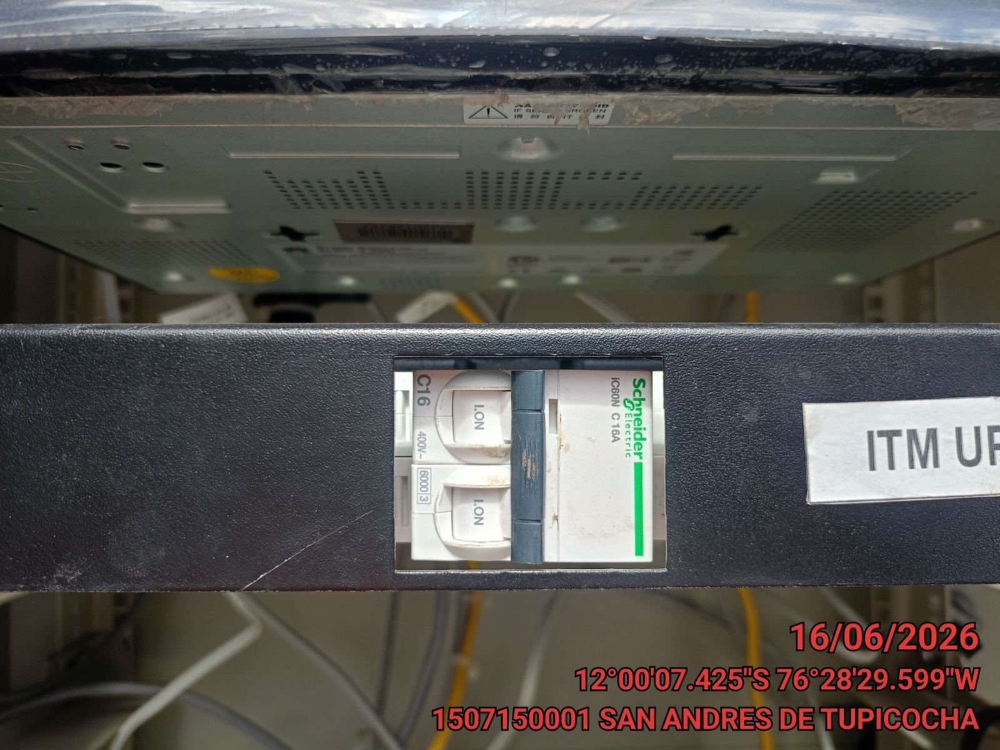 IF SEAL BROKEN
C16
400V~
6000 3
I.ON
I.ON
Schneider
Electric
iC60N C 16A
ITM UP
16/06/2026
12°00'07.425"S 76°28'29.599"W
1507150001 SAN ANDRES DE TUPICOCHA